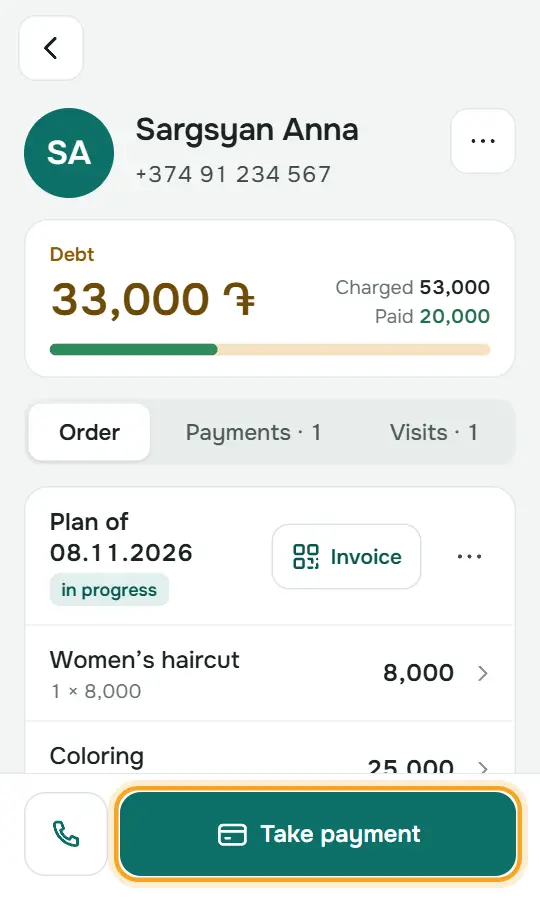 SA
Sargsyan Anna
+374 91 234 567
Debt
33,000 ֏
Charged 53,000
Paid 20,000
Order
Payments · 1
Visits · 1
Plan of
08.11.2026
in progress
Invoice
Women’s haircut
8,000
1 × 8,000
Coloring
25,000
Take payment